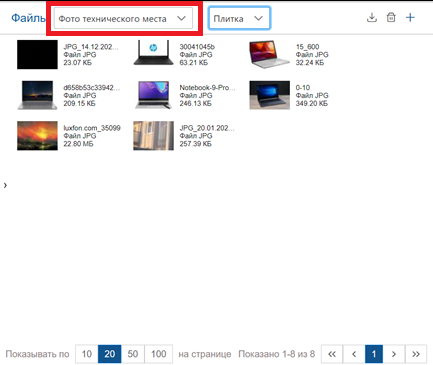 Файлы Фото технического места Плитка
JPG_14.12.202...
Файл JPG
23.07 КБ
30041045b
Файл JPG
63.21 КБ
15_600
Файл JPG
32.24 КБ
d658b53c33942...
Файл JPG
209.15 КБ
Notebook-9-Pro...
Файл JPG
246.13 КБ
0-10
Файл JPG
349.20 КБ
luxfon.com_35099
Файл JPG
22.80 МБ
JPG_20.01.202...
Файл JPG
257.39 КБ
Показывать по 10 20 50 100 на странице Показано 1-8 из 8 1